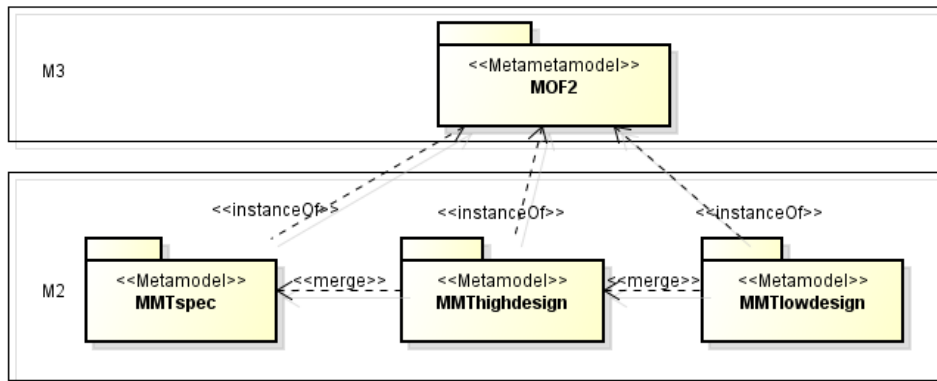 <<Metametamodel>>
M3
MOF2
<<instanceOf>>
<<instanceOf>>
<<instanceOf>>
<<Metamodel>>
<<merge>>
<<Metamodel>>
<<merge>>
<<Metamodel>>
M2
MMTspec
MMThighdesign
MMTlowdesign